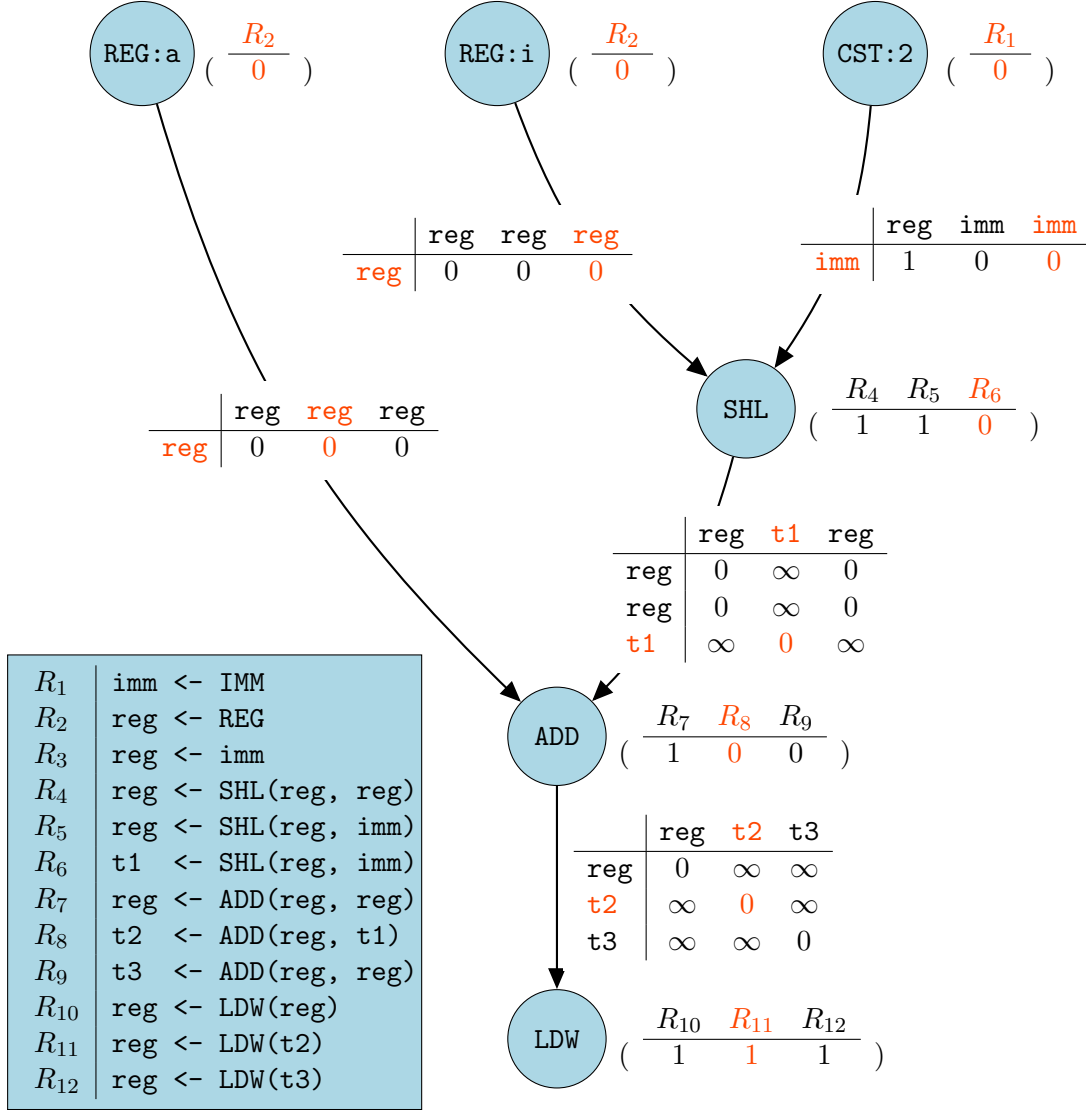 REG:a ( R2 0 ) REG:i ( R2 0 ) CST:2 ( R1 0 )
reg reg reg
reg 0 0 0
reg imm imm
imm 1 0 0
reg reg reg
reg 0 0 0
SHL ( R4 R5 R6
1 1 0 )
reg t1 reg
reg 0 ∞ 0
reg 0 ∞ 0
t1 ∞ 0 ∞
ADD ( R7 R8 R9
1 0 0 )
reg t2 t3
reg 0 ∞ ∞
t2 ∞ 0 ∞
t3 ∞ ∞ 0
LDW ( R10 R11 R12
1 1 1 )
R1 imm <- IMM
R2 reg <- REG
R3 reg <- imm
R4 reg <- SHL(reg, reg)
R5 reg <- SHL(reg, imm)
R6 t1 <- SHL(reg, imm)
R7 reg <- ADD(reg, reg)
R8 t2 <- ADD(reg, t1)
R9 t3 <- ADD(reg, reg)
R10 reg <- LDW(reg)
R11 reg <- LDW(t2)
R12 reg <- LDW(t3)